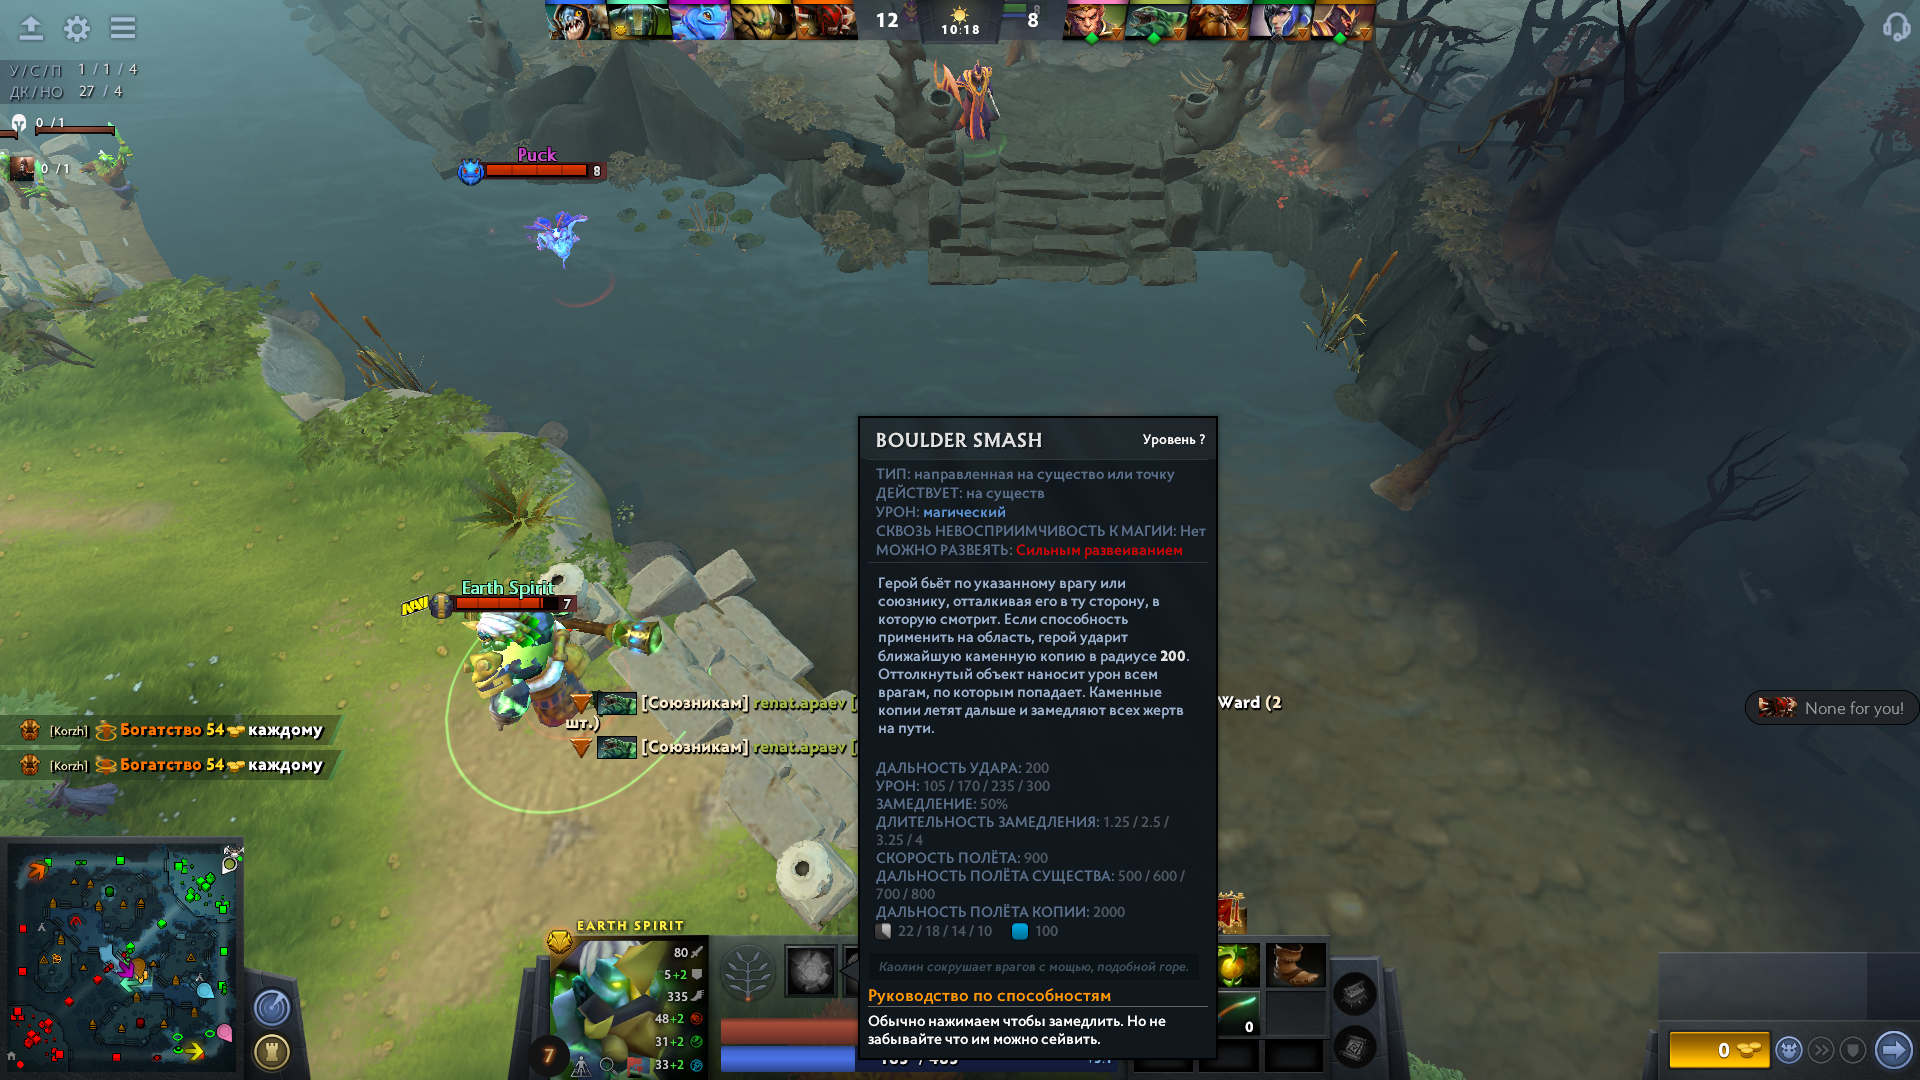 12
10:18
8
У/С/П 1 / 1 / 4
ДК/НО 27 / 4
0 / 1
0 / 1
Puck
8
BOULDER SMASH
Уровень ?
ТИП: направленная на существо или точку
ДЕЙСТВУЕТ: на существ
УРОН: магический
СКВОЗЬ НЕВОСПРИИМЧИВОСТЬ К МАГИИ: Нет
МОЖНО РАЗВЕЯТЬ: Сильным развеиванием
Герой бьёт по указанному врагу или
союзнику, отталкивая его в ту сторону, в
которую смотрит. Если способность
применить на область, герой ударит
ближайшую каменную копию в радиусе 200.
Оттолкнутый объект наносит урон всем
врагам, по которым попадает. Каменные
копии летят дальше и замедляют всех жертв
на пути.
ДАЛЬНОСТЬ УДАРА: 200
УРОН: 105 / 170 / 235 / 300
ЗАМЕДЛЕНИЕ: 50%
ДЛИТЕЛЬНОСТЬ ЗАМЕДЛЕНИЯ: 1.25 / 2.5 /
3.25 / 4
СКОРОСТЬ ПОЛЁТА: 900
ДАЛЬНОСТЬ ПОЛЁТА СУЩЕСТВА: 500 / 600 /
700 / 800
ДАЛЬНОСТЬ ПОЛЁТА КОПИИ: 2000
22 / 18 / 14 / 10 100
Каолин сокрушает врагов с мощью, подобной горе.
Руководство по способностям
Обычно нажимаем чтобы замедлить. Но не
забывайте что им можно сейвить.
Earth Spirit
7
[Союзникам] renat.apaev [
Ward (2
шт.)
[Союзникам] renat.apaev [
[Korzh] Богатство 54 каждому
[Korzh] Богатство 54 каждому
None for you!
EARTH SPIRIT
80
5+2
335
48+2
31+2
33+2
7
0
0